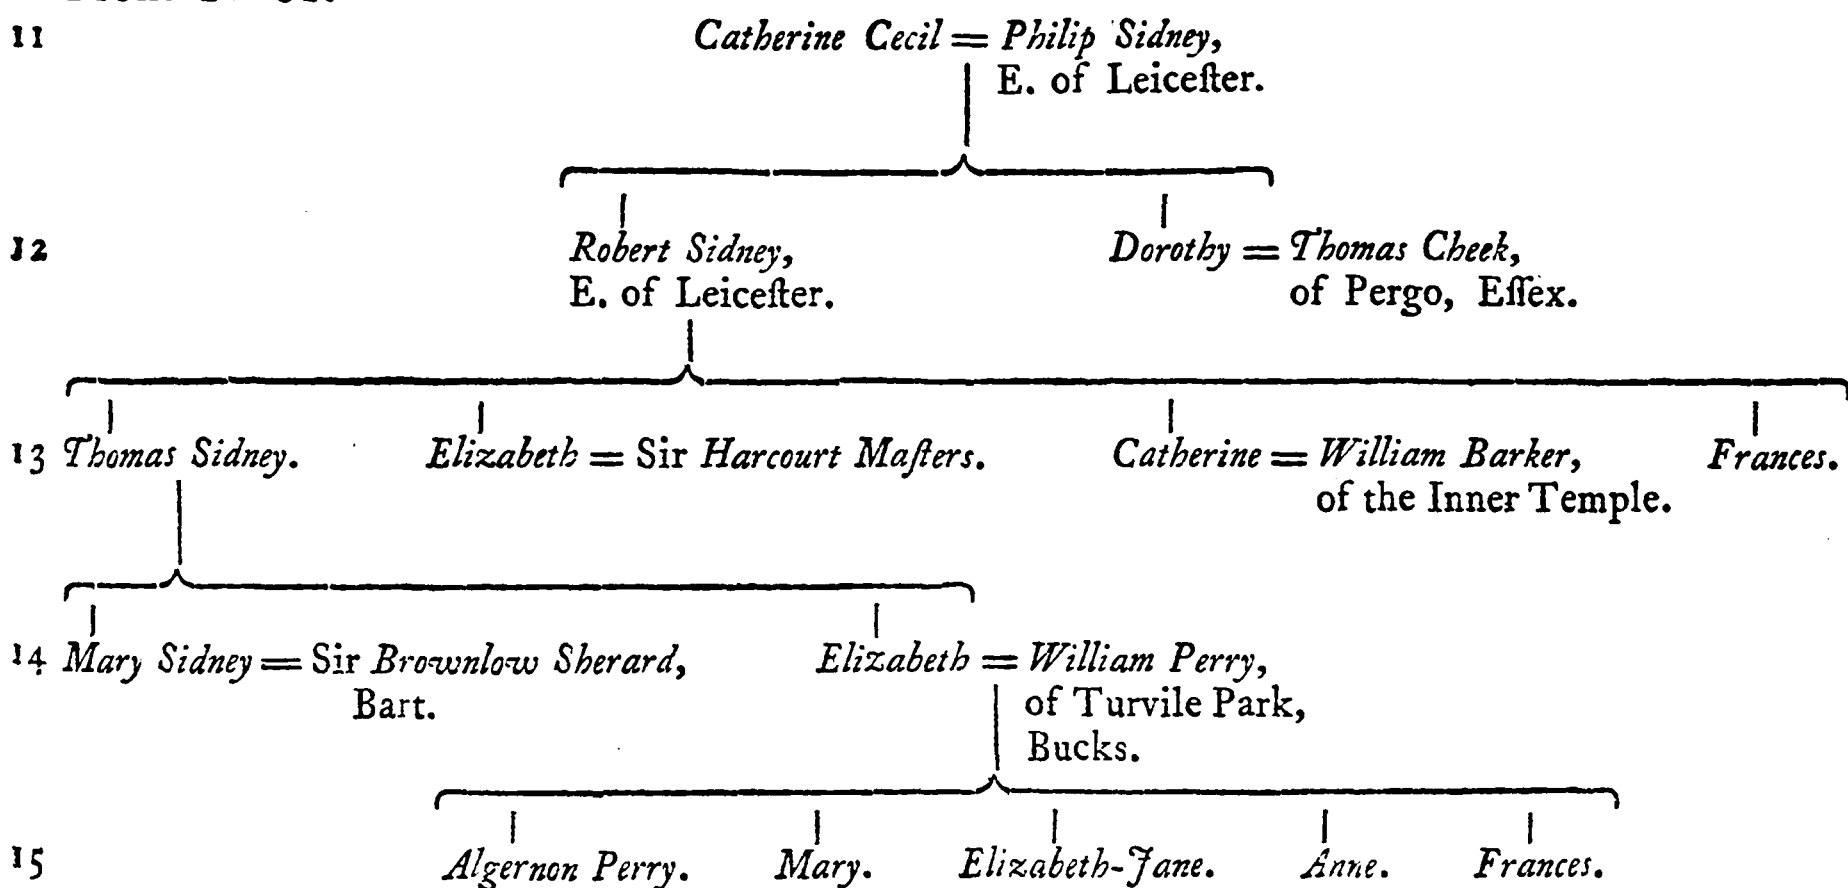 11 Catherine Cecil = Philip Sidney,
E. of Leiceſter.
12 Robert Sidney, Dorothy = Thomas Cheek,
E. of Leiceſter. of Pergo, Eſſex.
13 Thomas Sidney. Elizabeth = Sir Harcourt Maſters. Catherine = William Barker, Frances.
of the Inner Temple.
14 Mary Sidney = Sir Brownlow Sherard, Elizabeth = William Perry,
Bart. of Turvile Park,
Bucks.
15 Algernon Perry. Mary. Elizabeth-Jane. Anne. Frances.